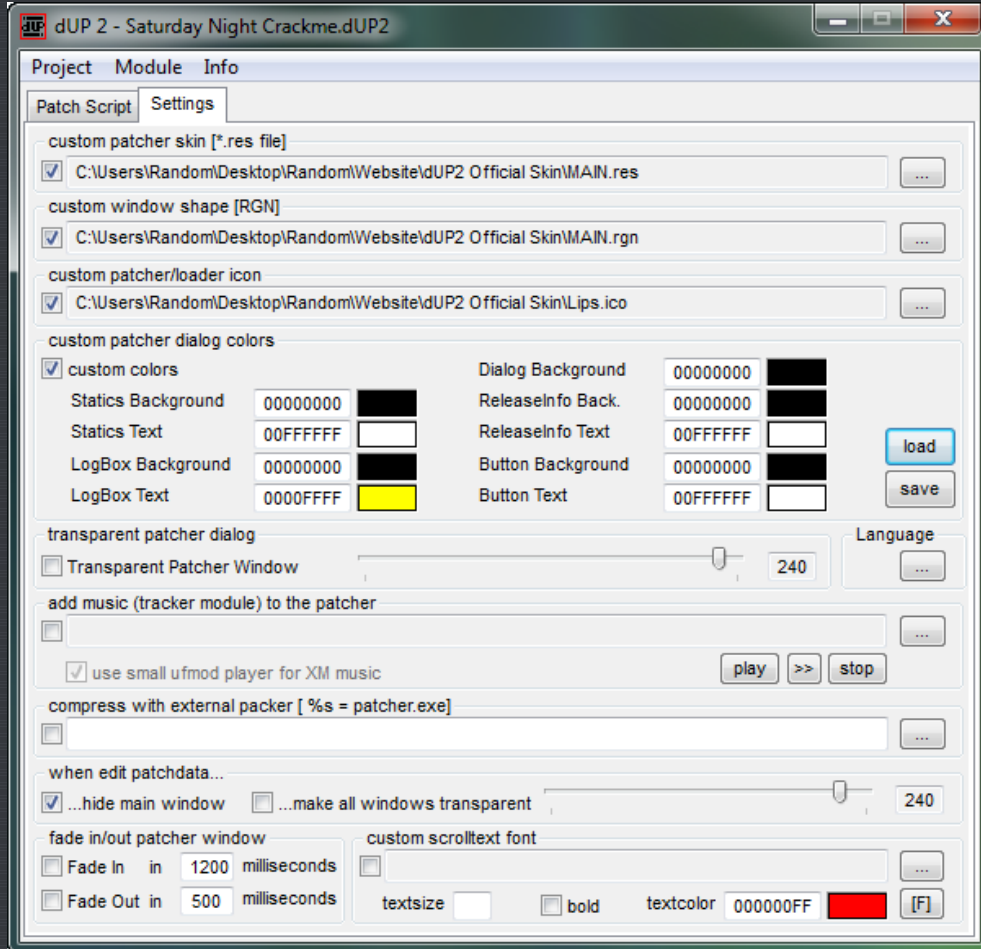 dUP 2 - Saturday Night Crackme.dUP2
Project Module Info
Patch Script Settings
custom patcher skin [*.res file]
C:\Users\Random\Desktop\Random\Website\dUP2 Official Skin\MAIN.res ...
custom window shape [RGN]
C:\Users\Random\Desktop\Random\Website\dUP2 Official Skin\MAIN.rgn ...
custom patcher/loader icon
C:\Users\Random\Desktop\Random\Website\dUP2 Official Skin\Lips.ico ...
custom patcher dialog colors
custom colors Dialog Background 00000000
Statics Background 00000000 ReleaseInfo Back. 00000000
Statics Text 00FFFFFF ReleaseInfo Text 00FFFFFF load
LogBox Background 00000000 Button Background 00000000
LogBox Text 0000FFFF Button Text 00FFFFFF save
transparent patcher dialog Language
Transparent Patcher Window 240 ...
add music (tracker module) to the patcher
...
use small ufmod player for XM music play >> stop
compress with external packer [ %s = patcher.exe]
...
when edit patchdata...
...hide main window ...make all windows transparent 240
fade in/out patcher window custom scrolltext font
Fade In in 1200 milliseconds ...
Fade Out in 500 milliseconds textsize bold textcolor 000000FF [F]